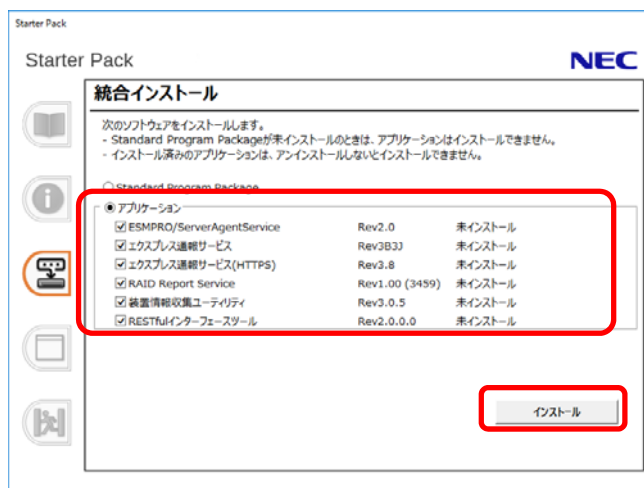 Starter Pack
Starter Pack
NEC
統合インストール
次のソフトウェアをインストールします。
- Standard Program Packageが未インストールのときは、アプリケーションはインストールできません。
- インストール済みのアプリケーションは、アンインストールしないとインストールできません。
Standard Program Package
アプリケーション
ESMPRO/ServerAgentService Rev2.0 未インストール
エクスプレス通報サービス Rev3B3J 未インストール
エクスプレス通報サービス(HTTPS) Rev3.8 未インストール
RAID Report Service Rev1.00 (3459) 未インストール
装置情報収集ユーティリティ Rev3.0.5 未インストール
RESTfulインターフェースツール Rev2.0.0.0 未インストール
インストール